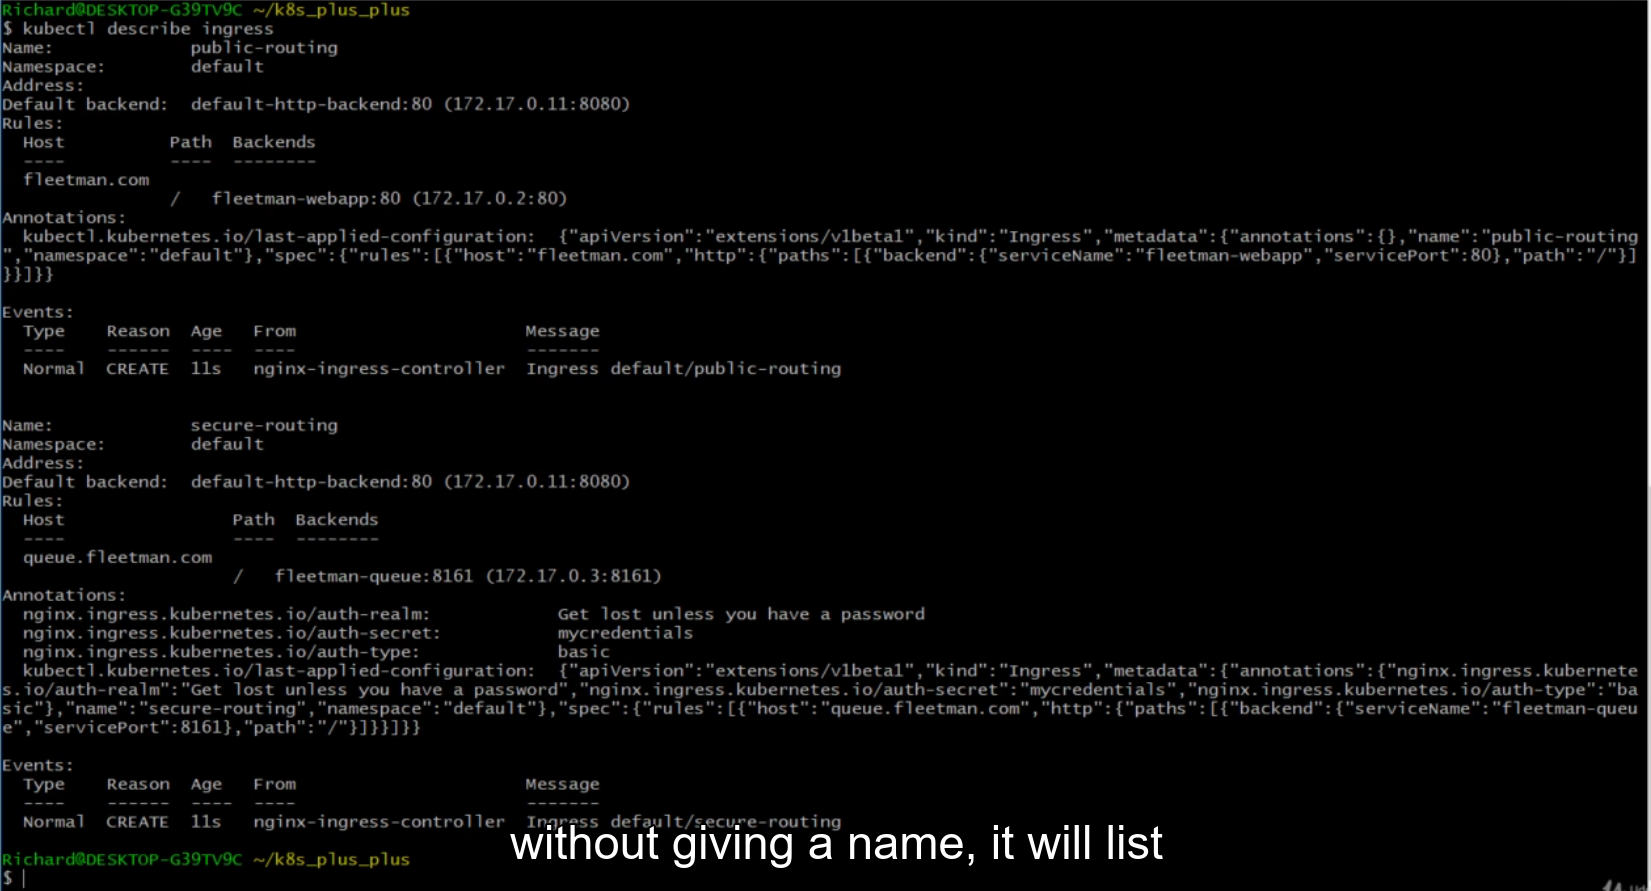 Richard@DESKTOP-G39TV9C ~/k8s_plus_plus
$ kubectl describe ingress
Name:             public-routing
Namespace:        default
Address:
Default backend:  default-http-backend:80 (172.17.0.11:8080)
Rules:
  Host          Path  Backends
  ----          ----  --------
  fleetman.com
                /   fleetman-webapp:80 (172.17.0.2:80)
Annotations:
  kubectl.kubernetes.io/last-applied-configuration:  {"apiVersion":"extensions/v1beta1","kind":"Ingress","metadata":{"annotations":{},"name":"public-routing
","namespace":"default"},"spec":{"rules":[{"host":"fleetman.com","http":{"paths":[{"backend":{"serviceName":"fleetman-webapp","servicePort":80},"path":"/"}]
}}]}}

Events:
  Type    Reason  Age   From                      Message
  ----    ------  ----  ----                      -------
  Normal  CREATE  11s   nginx-ingress-controller  Ingress default/public-routing

Name:             secure-routing
Namespace:        default
Address:
Default backend:  default-http-backend:80 (172.17.0.11:8080)
Rules:
  Host                Path  Backends
  ----                ----  --------
  queue.fleetman.com
                      /   fleetman-queue:8161 (172.17.0.3:8161)
Annotations:
  nginx.ingress.kubernetes.io/auth-realm:            Get lost unless you have a password
  nginx.ingress.kubernetes.io/auth-secret:           mycredentials
  nginx.ingress.kubernetes.io/auth-type:             basic
  kubectl.kubernetes.io/last-applied-configuration:  {"apiVersion":"extensions/v1beta1","kind":"Ingress","metadata":{"annotations":{"nginx.ingress.kubernete
s.io/auth-realm":"Get lost unless you have a password","nginx.ingress.kubernetes.io/auth-secret":"mycredentials","nginx.ingress.kubernetes.io/auth-type":"ba
sic"},"name":"secure-routing","namespace":"default"},"spec":{"rules":[{"host":"queue.fleetman.com","http":{"paths":[{"backend":{"serviceName":"fleetman-queu
e","servicePort":8161},"path":"/"}]}}]}}

Events:
  Type    Reason  Age   From                      Message
  ----    ------  ----  ----                      -------
  Normal  CREATE  11s   nginx-ingress-controller  Ingress default/secure-routing
without giving a name, it will list
Richard@DESKTOP-G39TV9C ~/k8s_plus_plus
$